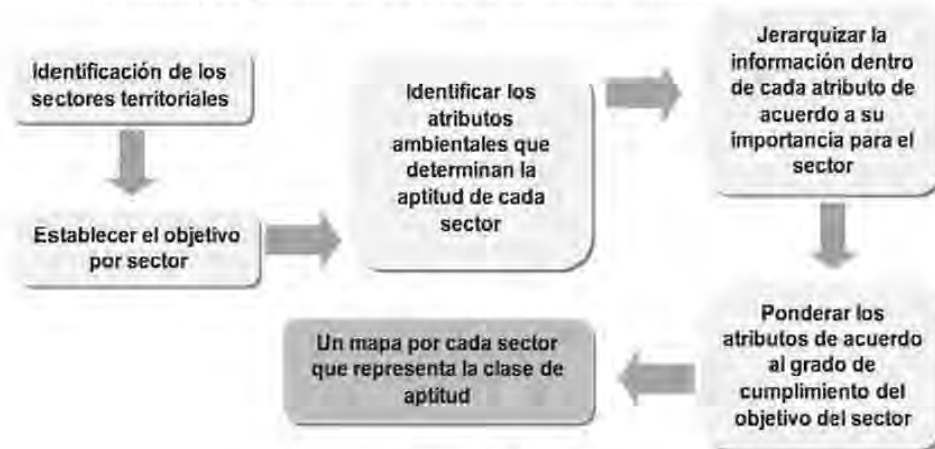 Identificación de los
sectores territoriales
Establecer el objetivo
por sector
Identificar los
atributos
ambientales que
determinan la
aptitud de cada
sector
Jerarquizar la
información dentro
de cada atributo de
acuerdo a su
importancia para el
sector
Ponderar los
atributos de acuerdo
al grado de
cumplimiento del
objetivo del sector
Un mapa por cada sector
que representa la clase de
aptitud